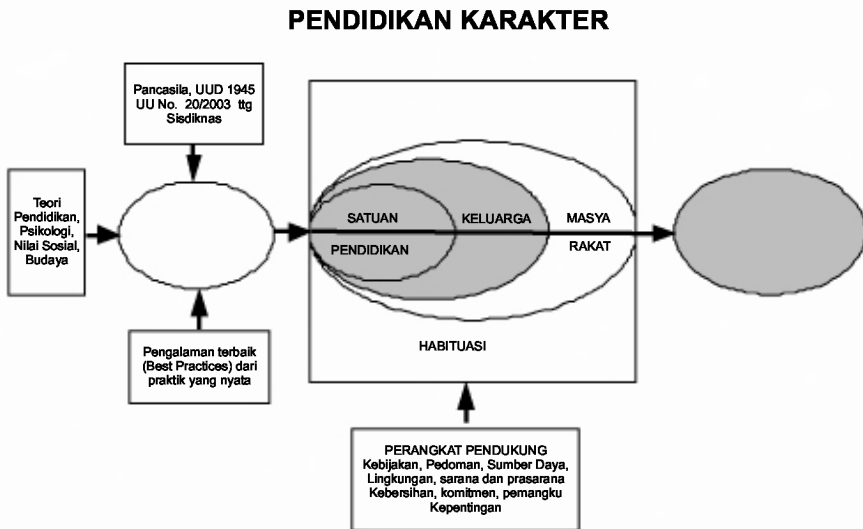 PENDIDIKAN KARAKTER
Pancasila, UUD 1945
UU No. 20/2003 ttg
Sisdiknas
Teori
Pendidikan,
Psikologi,
Nilai Sosial,
Budaya
Pengalaman terbaik
(Best Practices) dari
praktik yang nyata
SATUAN
PENDIDIKAN
KELUARGA
MASYA
RAKAT
HABITUASI
PERANGKAT PENDUKUNG
Kebijakan, Pedoman, Sumber Daya,
Lingkungan, sarana dan prasarana
Kebersihan, komitmen, pemangku
Kepentingan